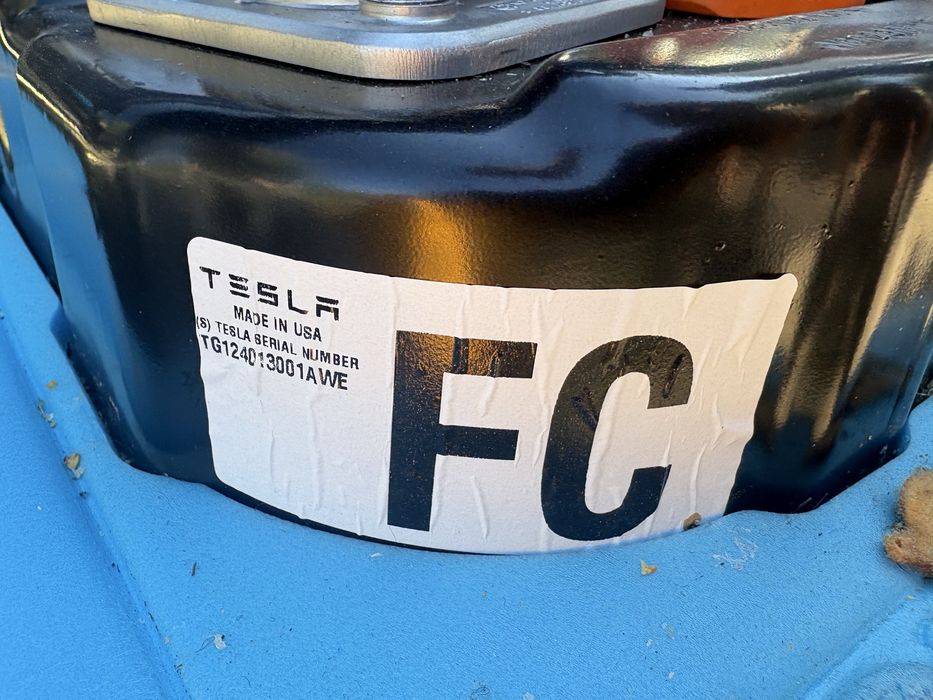 TESLA
MADE IN USA
(S) TESLA SERIAL NUMBER
TG124013001AWE
FC